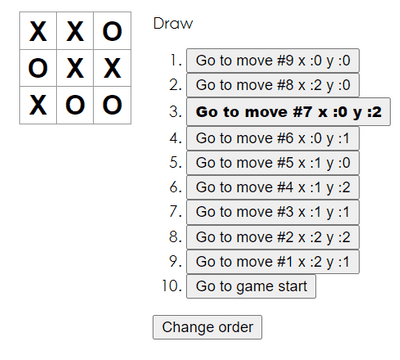 X X O
O X X
X O O
Draw
1. Go to move #9 x :0 y :0
2. Go to move #8 x :2 y :0
3. Go to move #7 x :0 y :2
4. Go to move #6 x :0 y :1
5. Go to move #5 x :1 y :0
6. Go to move #4 x :1 y :2
7. Go to move #3 x :1 y :1
8. Go to move #2 x :2 y :2
9. Go to move #1 x :2 y :1
10. Go to game start
Change order